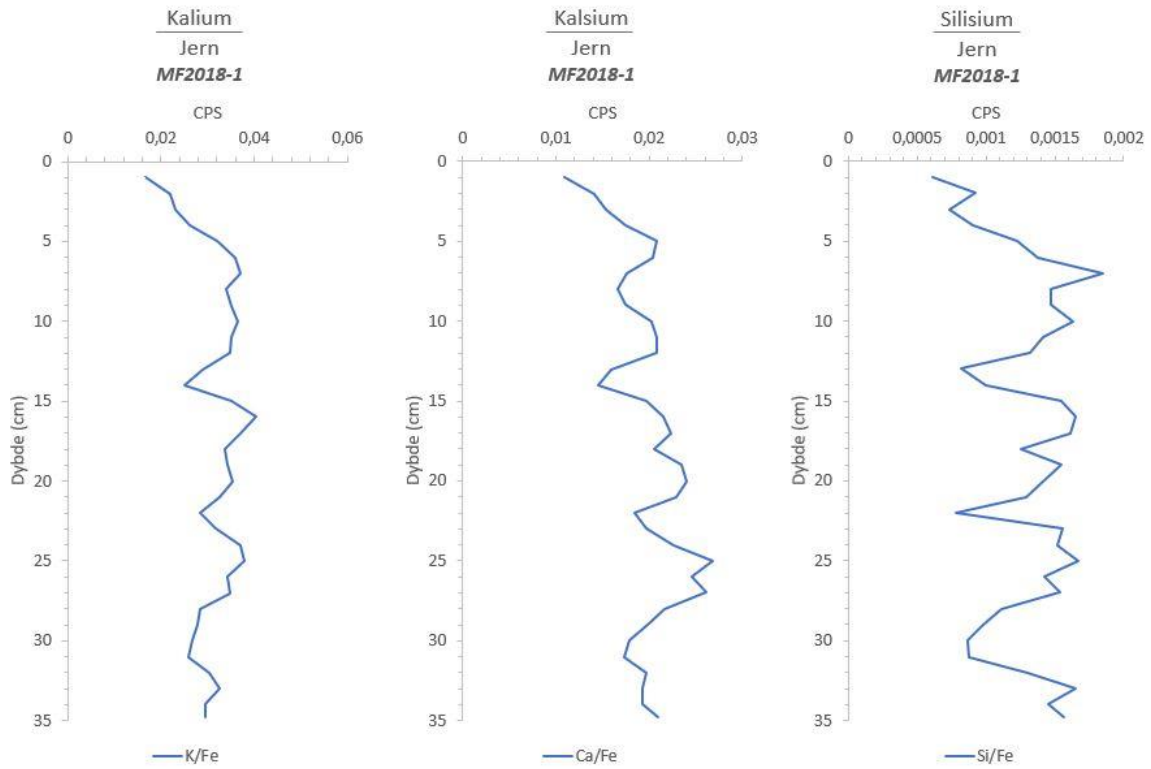 Kalium
Jern
MF2018-1
CPS
0 0,02 0,04 0,06
0
5
10
15
20
25
30
35
Dybde (cm)
K/Fe
Kalsium
Jern
MF2018-1
CPS
0 0,01 0,02 0,03
0
5
10
15
20
25
30
35
Dybde (cm)
Ca/Fe
Silisium
Jern
MF2018-1
CPS
0 0,0005 0,001 0,0015 0,002
0
5
10
15
20
25
30
35
Dybde (cm)
Si/Fe